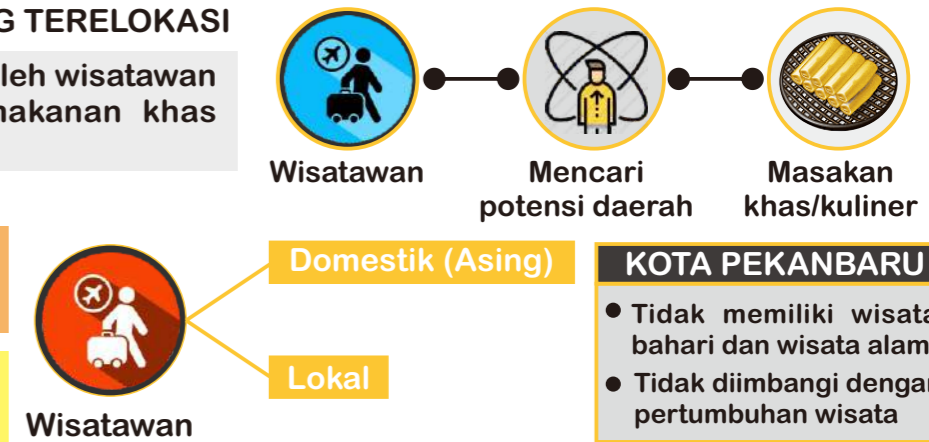 G TERELOKASI
leh wisatawan
makanan khas
Wisatawan
Mencari
potensi daerah
Masakan
khas/kuliner
Domestik (Asing)
Lokal
Wisatawan
KOTA PEKANBARU
Tidak memiliki wisata
bahari dan wisata alam
Tidak diimbangi dengan
pertumbuhan wisata